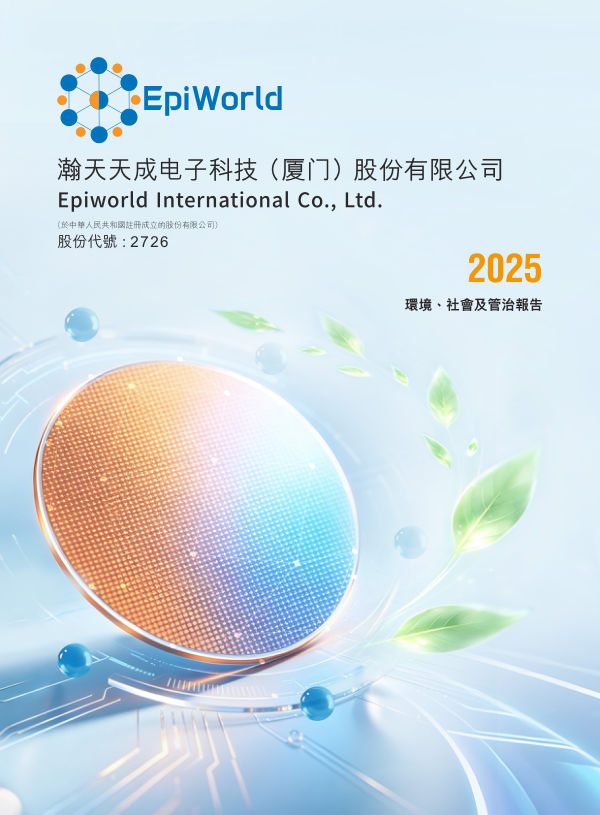 EpiWorld
瀚天天成电子科技（厦门）股份有限公司
Epiworld International Co., Ltd.
（於中華人民共和國註冊成立的股份有限公司）
股份代號 : 2726
2025
環境、社會及管治報告